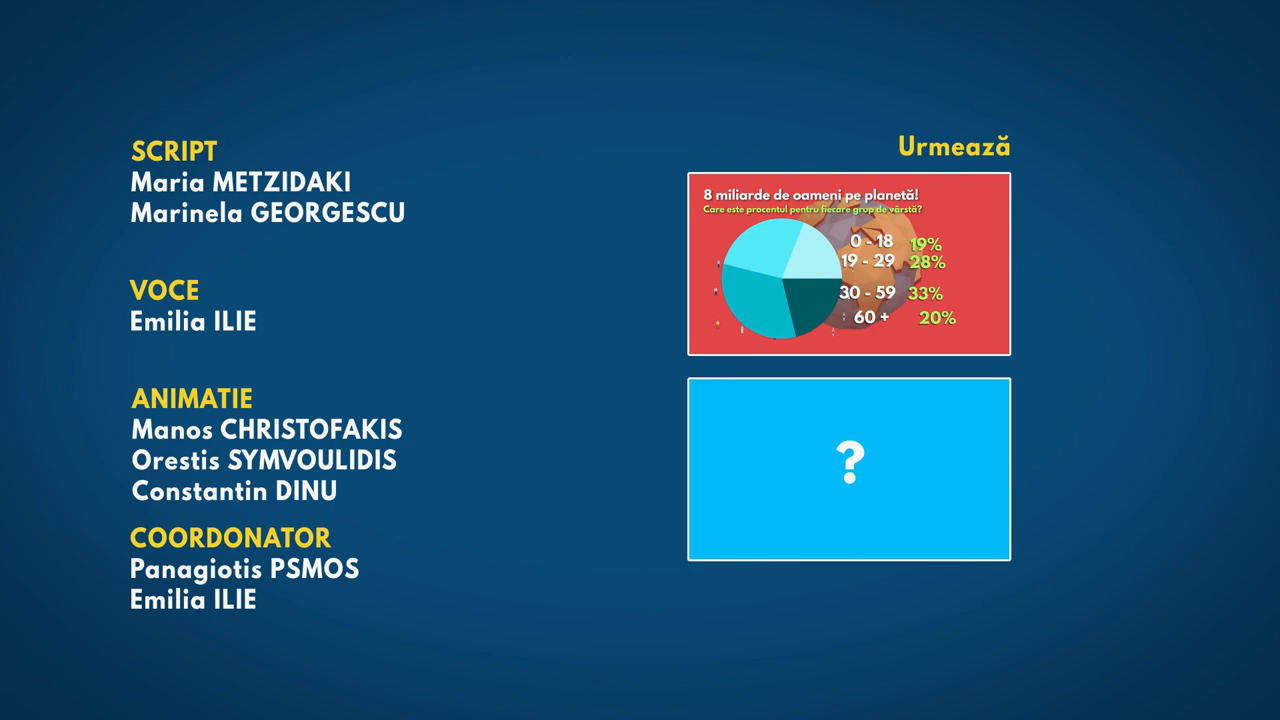 SCRIPT
Maria METZIDAKI
Marinela GEORGESCU
VOCE
Emilia ILIE
ANIMATIE
Manos CHRISTOFAKIS
Orestis SYMVOULIDIS
Constantin DINU
COORDONATOR
Panagiotis PSMOS
Emilia ILIE
Urmează
8 miliarde de oameni pe planetă!
Care este procentul pentru fiecare grup de vârstă?
0 - 18 19%
19 - 29 28%
30 - 59 33%
60 + 20%
?